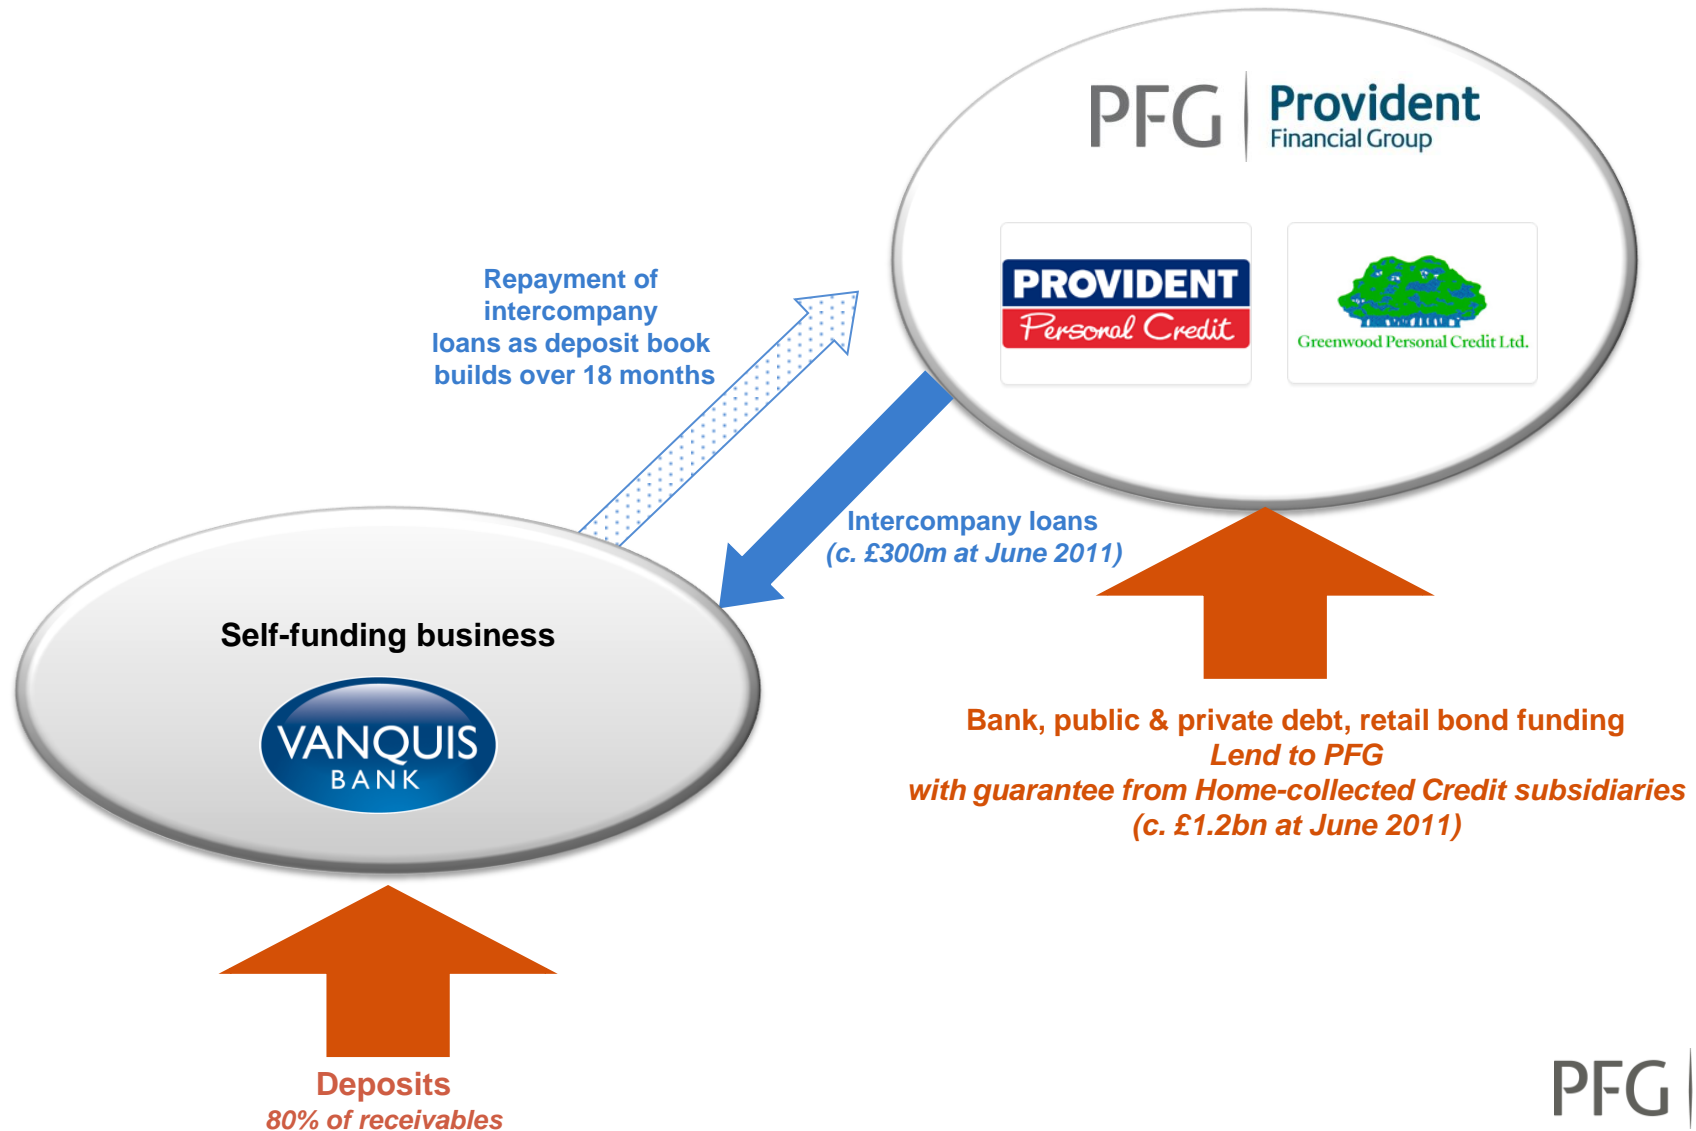 PFG
Provident
Financial Group
PROVIDENT
Personal Credit
Greenwood Personal Credit Ltd.
Repayment of
intercompany
loans as deposit book
builds over 18 months
Intercompany loans
(c. £300m at June 2011)
Self-funding business
VANQUIS
BANK
Bank, public & private debt, retail bond funding
Lend to PFG
with guarantee from Home-collected Credit subsidiaries
(c. £1.2bn at June 2011)
Deposits
80% of receivables
PFG